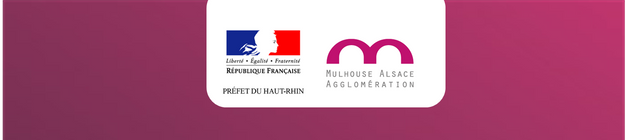 Liberté • Égalité • Fraternité
RÉPUBLIQUE FRANÇAISE
PRÉFET DU HAUT-RHIN
MULHOUSE ALSACE
AGGLOMÉRATION